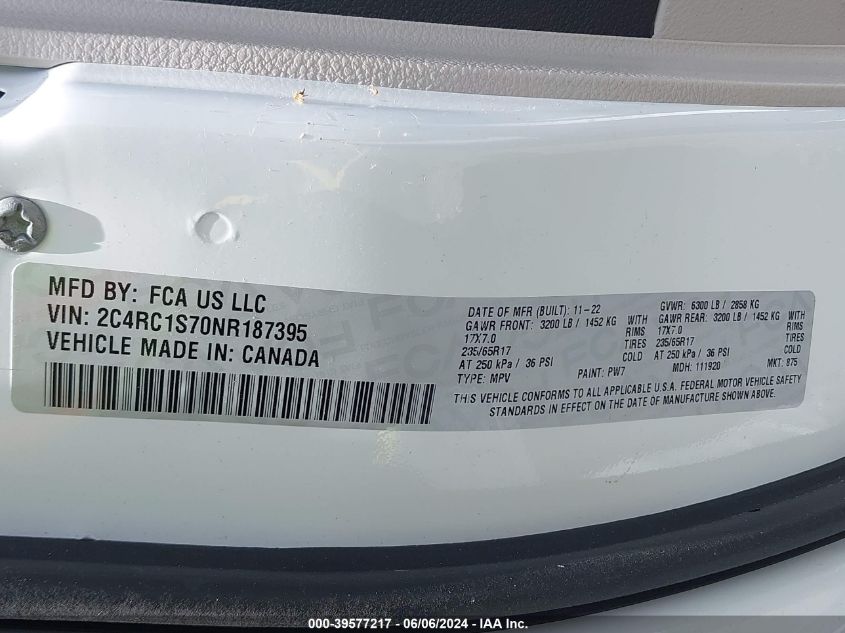 MFD BY: FCA US LLC
VIN: 2C4RC1S70NR187395
VEHICLE MADE IN: CANADA
DATE OF MFR (BUILT): 11-22 GVWR: 6300 LB / 2858 KG
GAWR FRONT: 3200 LB / 1452 KG WITH GAWR REAR: 3200 LB / 1452 KG WITH
17X7.0 RIMS 17X7.0 RIMS
235/65R17 TIRES 235/65R17 TIRES
AT 250 kPa / 36 PSI COLD AT 250 kPa / 36 PSI COLD
TYPE: MPV PAINT: PW7 MDH: 111920 MKT: 875
THIS VEHICLE CONFORMS TO ALL APPLICABLE U.S.A. FEDERAL MOTOR VEHICLE SAFETY
STANDARDS IN EFFECT ON THE DATE OF MANUFACTURE SHOWN ABOVE.
000-39577217 - 06/06/2024 - IAA Inc.